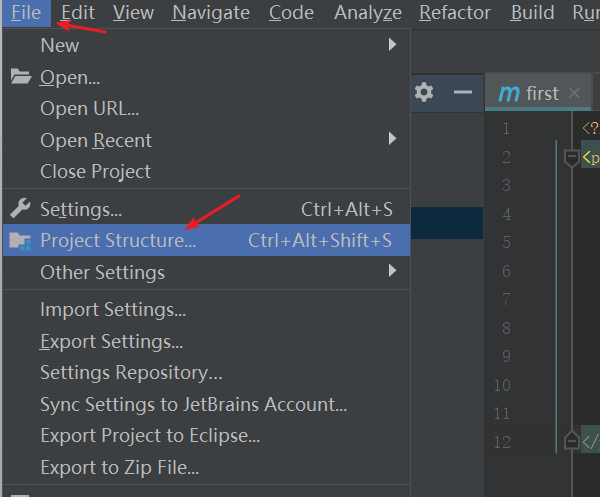 File Edit View Navigate Code Analyze Refactor Build Ru
New
Open...
Open URL...
Open Recent
Close Project
Settings... Ctrl+Alt+S
Project Structure... Ctrl+Alt+Shift+S
Other Settings
Import Settings...
Export Settings...
Settings Repository...
Sync Settings to JetBrains Account...
Export Project to Eclipse...
Export to Zip File...
m first
1 <?
2 <p
3
4
5
6
7
8
9
10
11
12 </